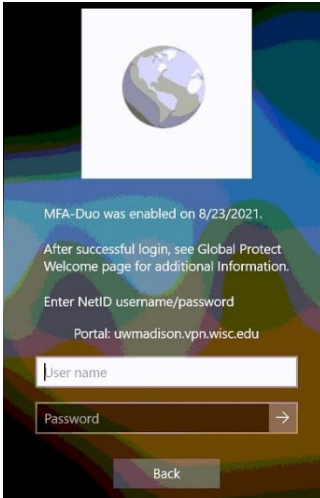 MFA-Duo was enabled on 8/23/2021.
After successful login, see Global Protect
Welcome page for additional Information.
Enter NetID username/password
Portal: uwmadison.vpn.wisc.edu
User name
Password
Back